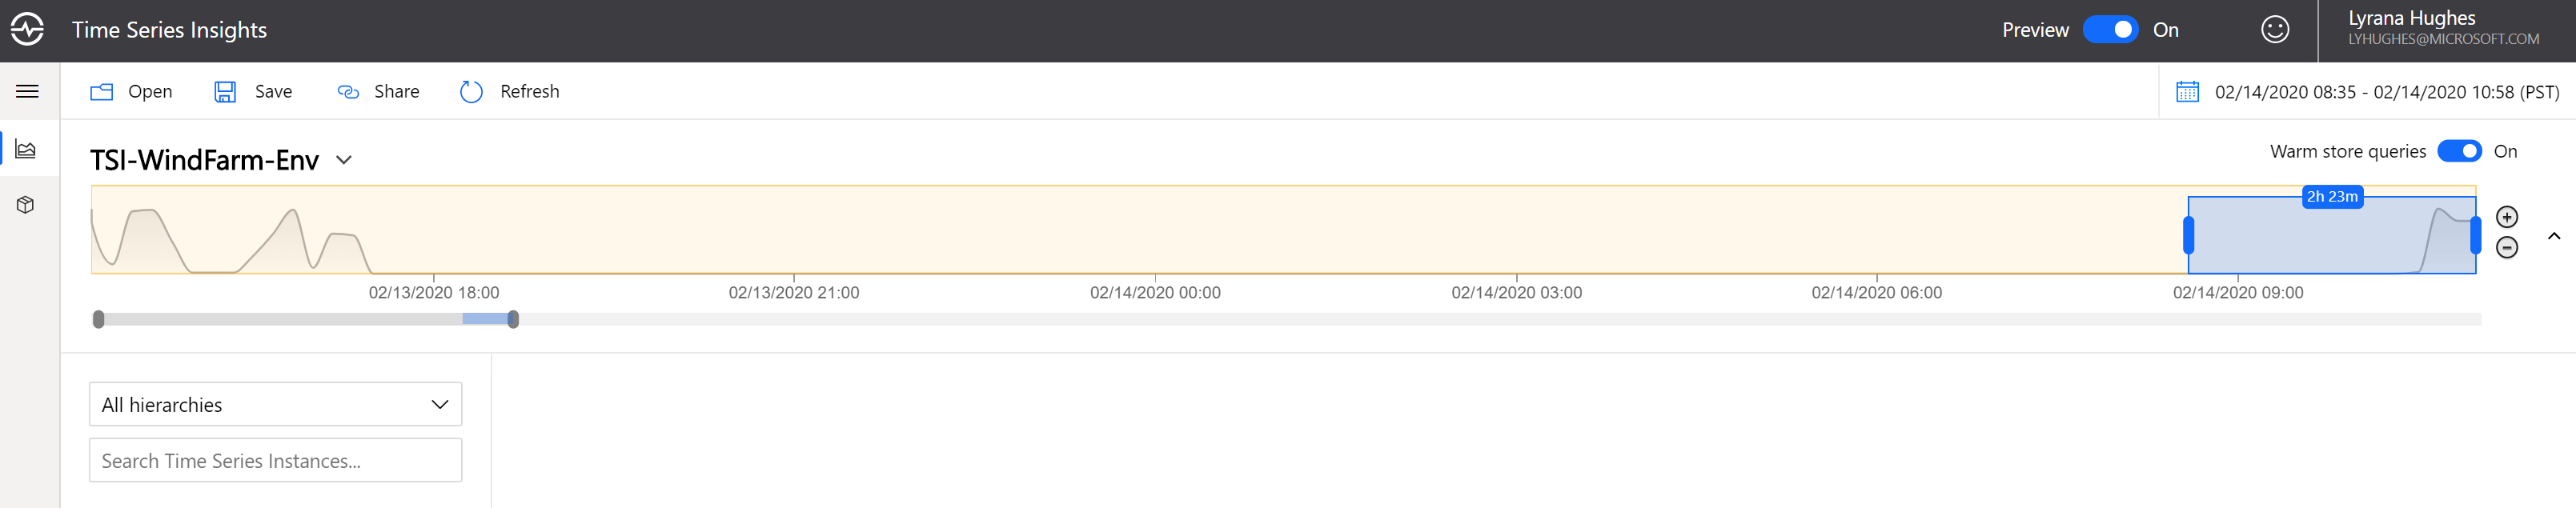 Time Series Insights
Preview On
Lyrana Hughes
LYHUGHES@MICROSOFT.COM
Open Save Share Refresh
02/14/2020 08:35 - 02/14/2020 10:58 (PST)
TSI-WindFarm-Env
Warm store queries On
2h 23m
02/13/2020 18:00 02/13/2020 21:00 02/14/2020 00:00 02/14/2020 03:00 02/14/2020 06:00 02/14/2020 09:00
All hierarchies
Search Time Series Instances...